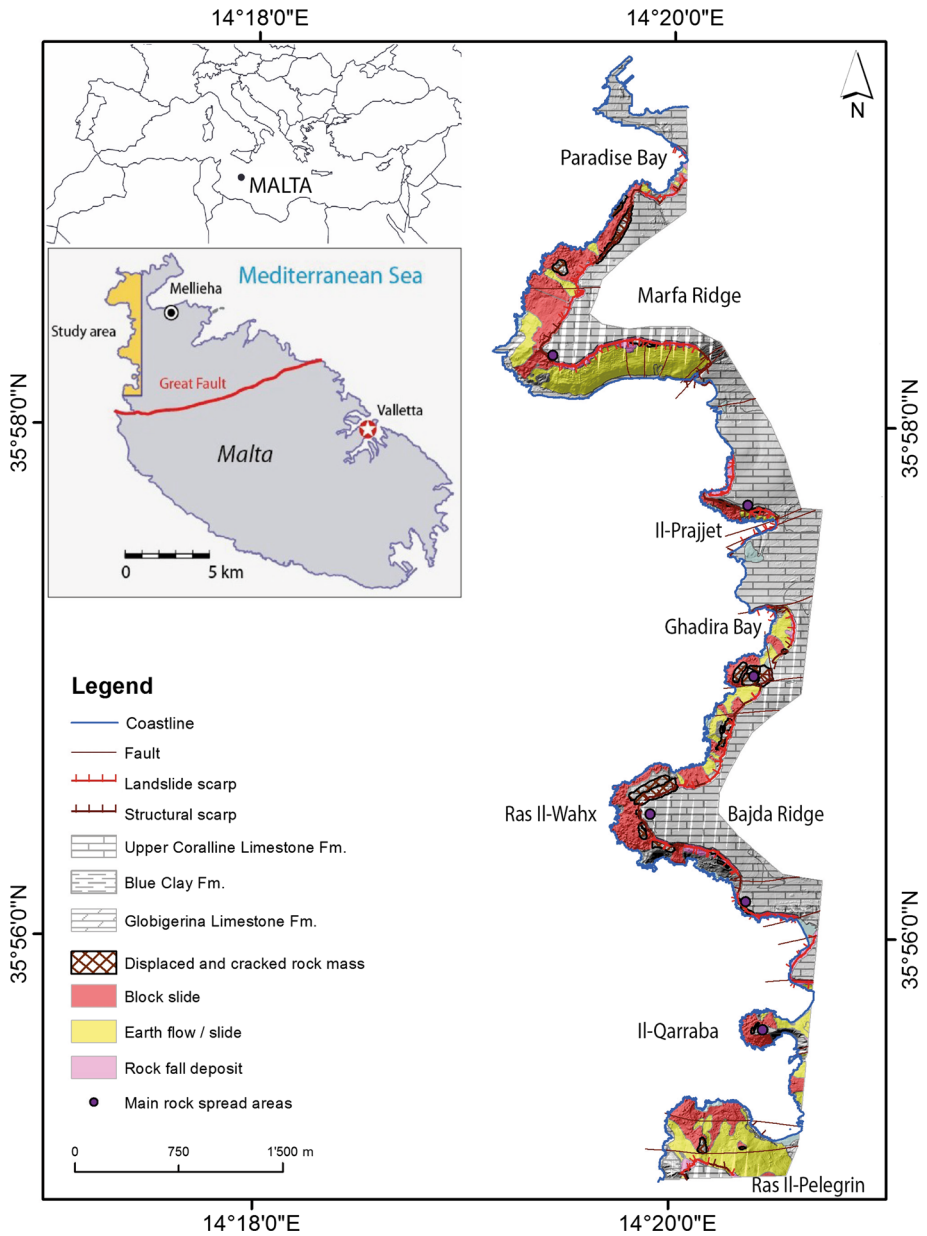 14°18'0"E
14°20'0"E
N
MALTA
Paradise Bay
Marfa Ridge
Mediterranean Sea
Mellieha
Study area
Great Fault
Valletta
Malta
0
5 km
35°58'0"N
35°58'0"N
Il-Prajjet
Ghadira Bay
Ras Il-Wahx
Bajda Ridge
35°56'0"N
35°56'0"N
Il-Qarraba
Ras Il-Pelegrin
Legend
Coastline
Fault
Landslide scarp
Structural scarp
Upper Coralline Limestone Fm.
Blue Clay Fm.
Globigerina Limestone Fm.
Displaced and cracked rock mass
Block slide
Earth flow / slide
Rock fall deposit
Main rock spread areas
0 750 1'500 m
14°18'0"E
14°20'0"E